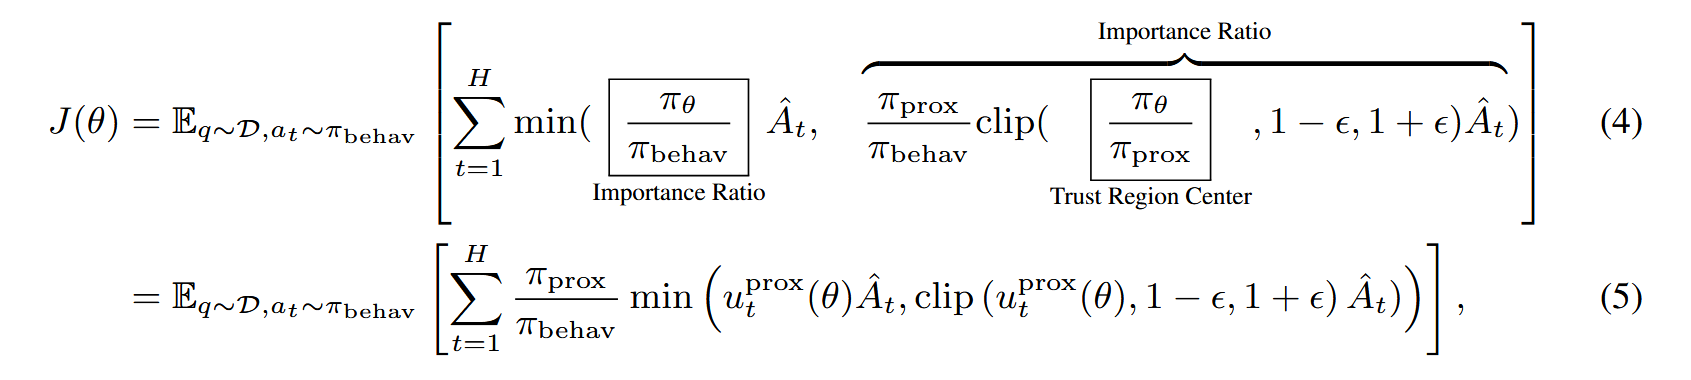 Importance Ratio
J(θ) = 𝔼_{q∼𝒟,a_t∼π_behav} [ ∑_{t=1}^{H} min( π_θ/π_behav Â_t, π_prox/π_behav clip( π_θ/π_prox , 1 − ϵ, 1 + ϵ)Â_t) ] (4)
Importance Ratio Trust Region Center
= 𝔼_{q∼𝒟,a_t∼π_behav} [ ∑_{t=1}^{H} π_prox/π_behav min ( u_t^{prox}(θ)Â_t, clip (u_t^{prox}(θ), 1 − ϵ, 1 + ϵ) Â_t) ) ] , (5)